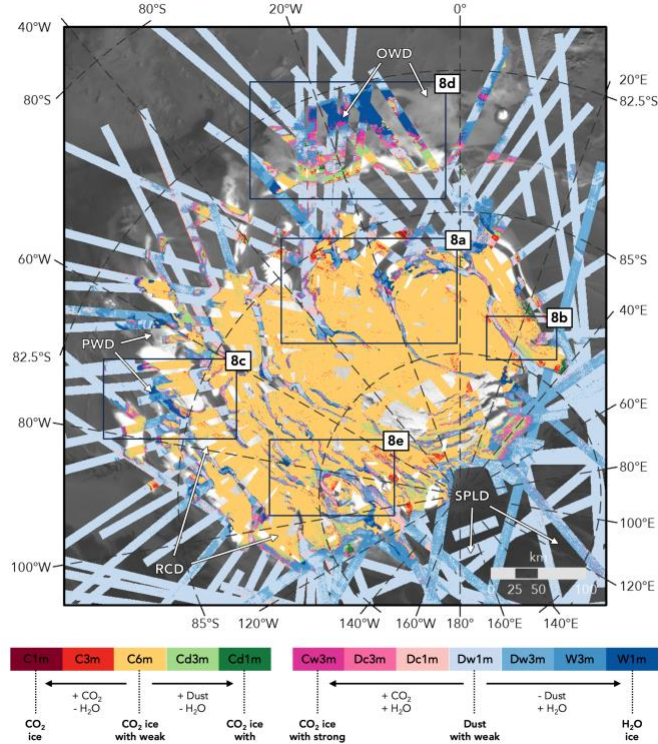 80°S 20°W 0°
40°W
OWD
8d
20°E
80°S
82.5°S
8a
60°W
85°S
8b
40°E
PWD
82.5°S
8c
60°E
80°W
8e
80°E
SPLD
RCD
100°E
km
100°W
0 25 50 100
120°E
85°S 120°W 140°W 160°W 180° 160°E 140°E
C1m C3m C6m Cd3m Cd1m Cw3m Dc3m Dc1m Dw1m Dw3m W3m W1m
+ CO2 + Dust + CO2 - Dust
- H2O - H2O + H2O + H2O
CO2 CO2 ice CO2 ice CO2 ice Dust H2O
ice with weak with with strong with weak ice